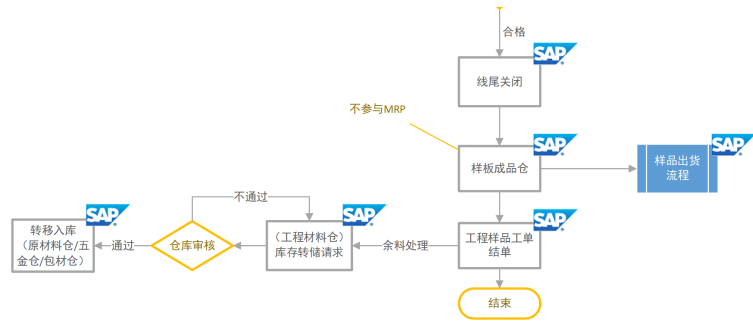 合格
SAP
线尾关闭
不参与MRP
SAP
样板成品仓
SAP
样品出货
流程
不通过
SAP
转移入库
（原材料仓/五
金仓/包材仓）
通过
仓库审核
SAP
（工程材料仓）
库存转储请求
余料处理
SAP
工程样品工单
结单
结束